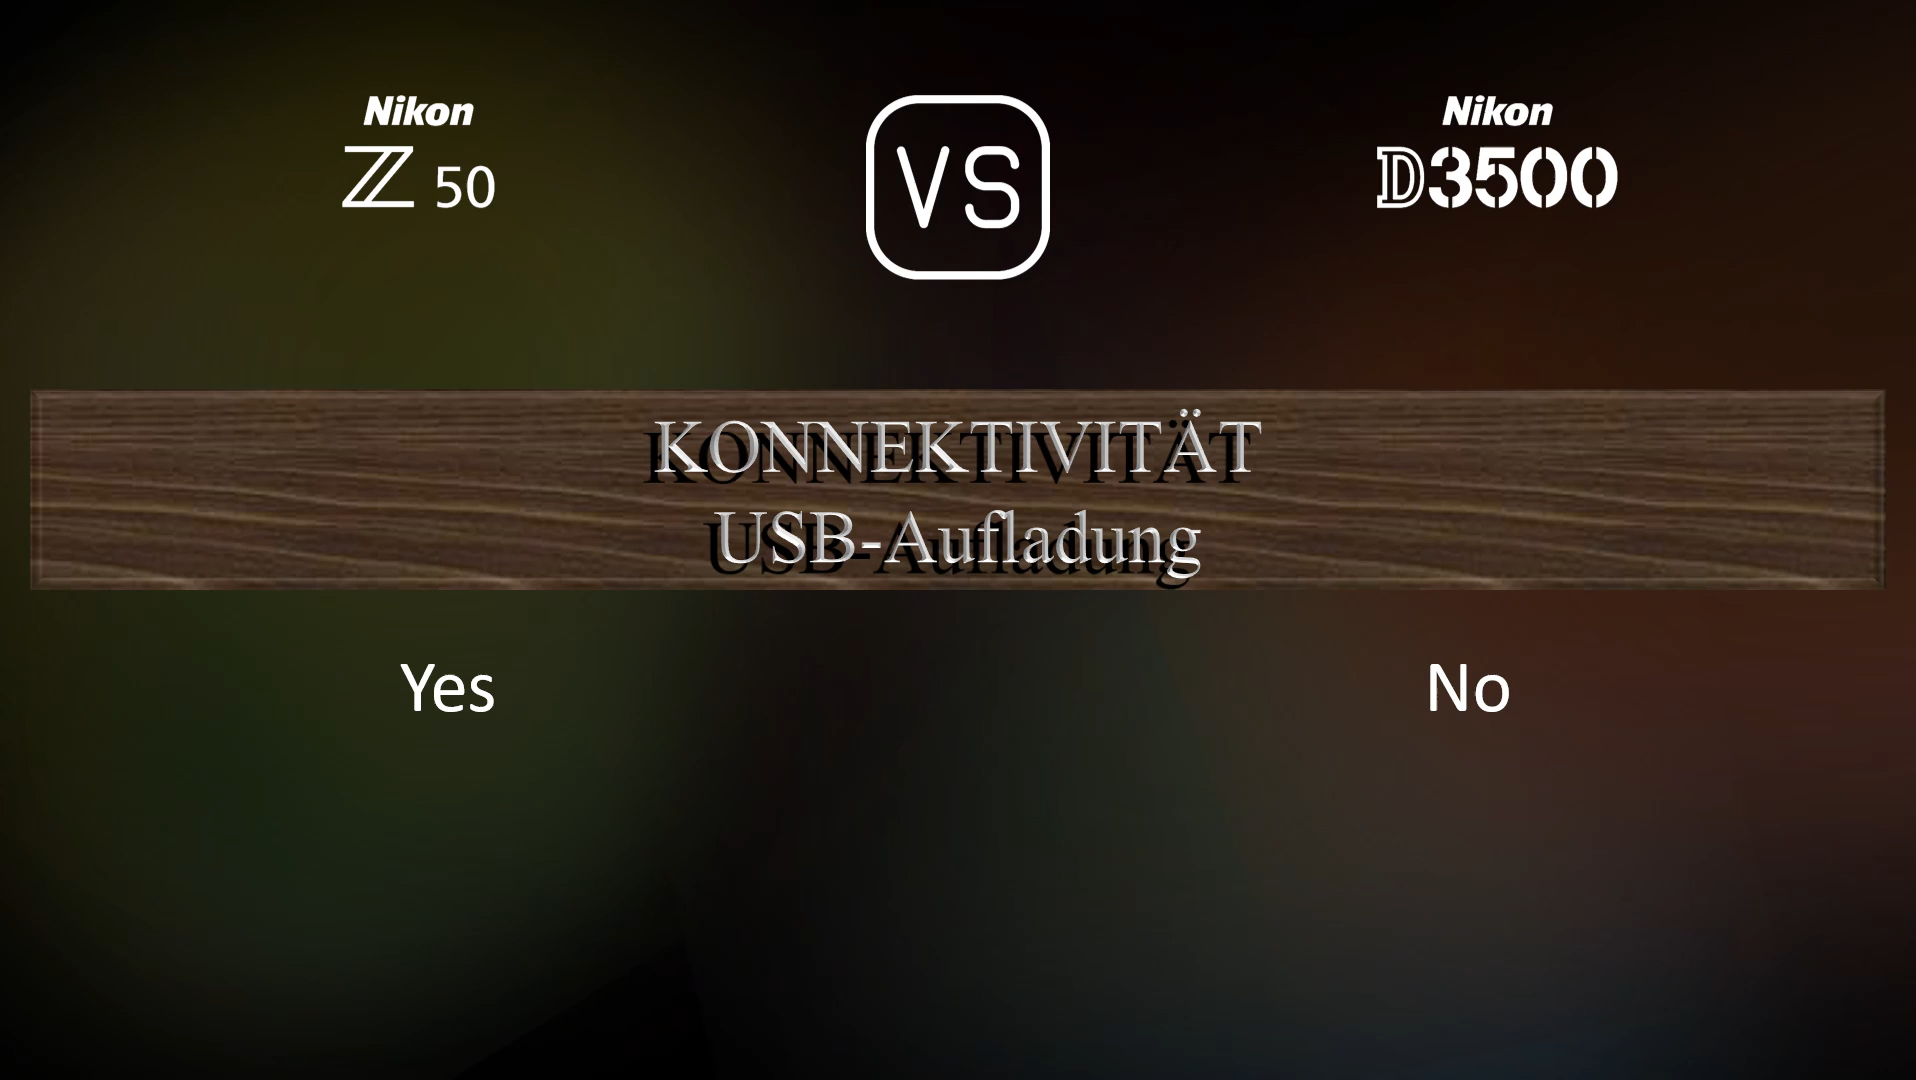 Nikon
Z 50
VS
Nikon
D3500
KONNEKTIVITÄT
USB-Aufladung
Yes
No